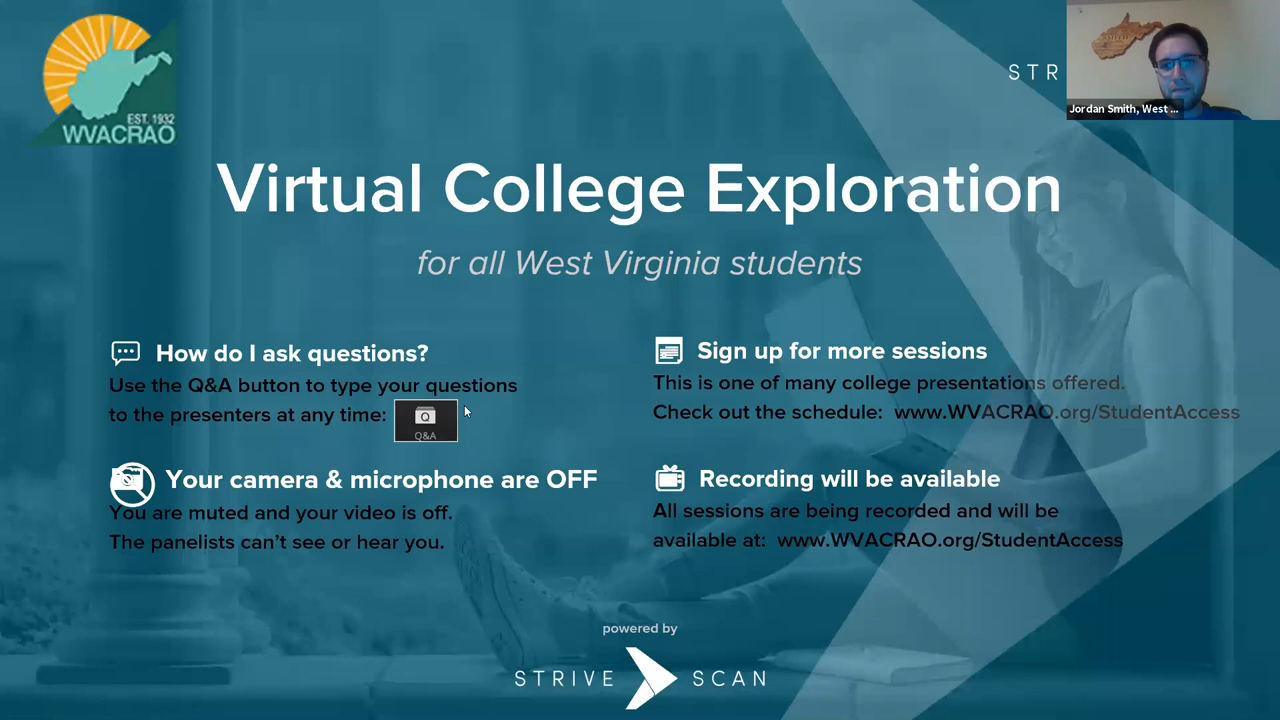 EST. 1932
WVACRAO
STR
Jordan Smith, West ...
Virtual College Exploration
for all West Virginia students
How do I ask questions?
Use the Q&A button to type your questions
to the presenters at any time:
Q
Q&A
Sign up for more sessions
This is one of many college presentations offered.
Check out the schedule: www.WVACRAO.org/StudentAccess
Your camera & microphone are OFF
You are muted and your video is off.
The panelists can't see or hear you.
Recording will be available
All sessions are being recorded and will be
available at: www.WVACRAO.org/StudentAccess
powered by
STRIVE SCAN